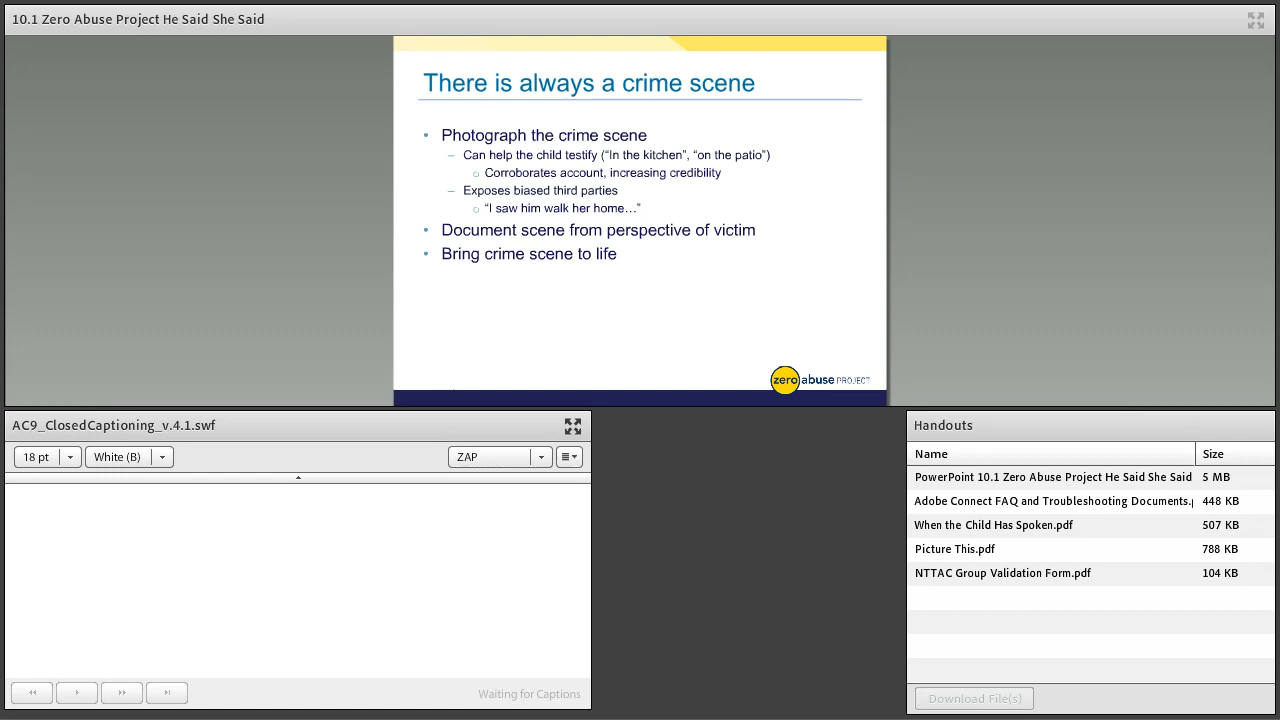 10.1 Zero Abuse Project He Said She Said
There is always a crime scene
• Photograph the crime scene
– Can help the child testify (“In the kitchen”, “on the patio”)
○ Corroborates account, increasing credibility
– Exposes biased third parties
○ “I saw him walk her home…”
• Document scene from perspective of victim
• Bring crime scene to life
zero abuse PROJECT
AC9_ClosedCaptioning_v.4.1.swf
18 pt White (B) ZAP
Waiting for Captions
Handouts
Name Size
PowerPoint 10.1 Zero Abuse Project He Said She Said 5 MB
Adobe Connect FAQ and Troubleshooting Documents.p 448 KB
When the Child Has Spoken.pdf 507 KB
Picture This.pdf 788 KB
NTTAC Group Validation Form.pdf 104 KB
Download File(s)